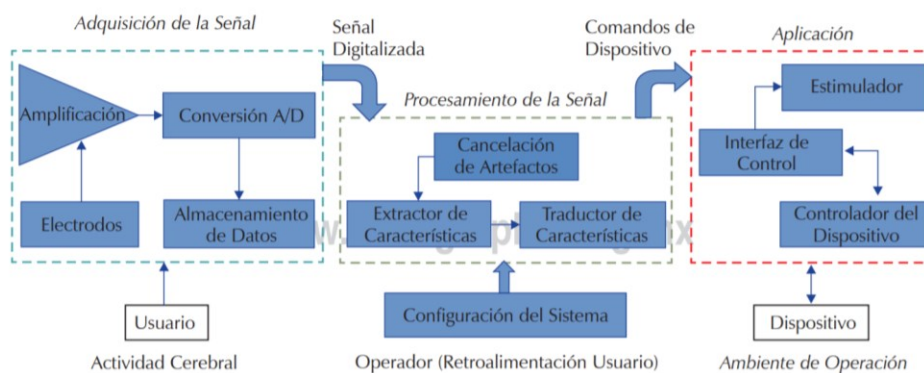 Adquisición de la Señal
Señal
Digitalizada
Comandos de
Dispositivo
Aplicación
Amplificación
Conversión A/D
Electrodos
Almacenamiento
de Datos
Usuario
Actividad Cerebral
Procesamiento de la Señal
Cancelación
de Artefactos
Extractor de
Características
Traductor de
Características
Configuración del Sistema
Operador (Retroalimentación Usuario)
Estimulador
Interfaz de
Control
Controlador del
Dispositivo
Dispositivo
Ambiente de Operación